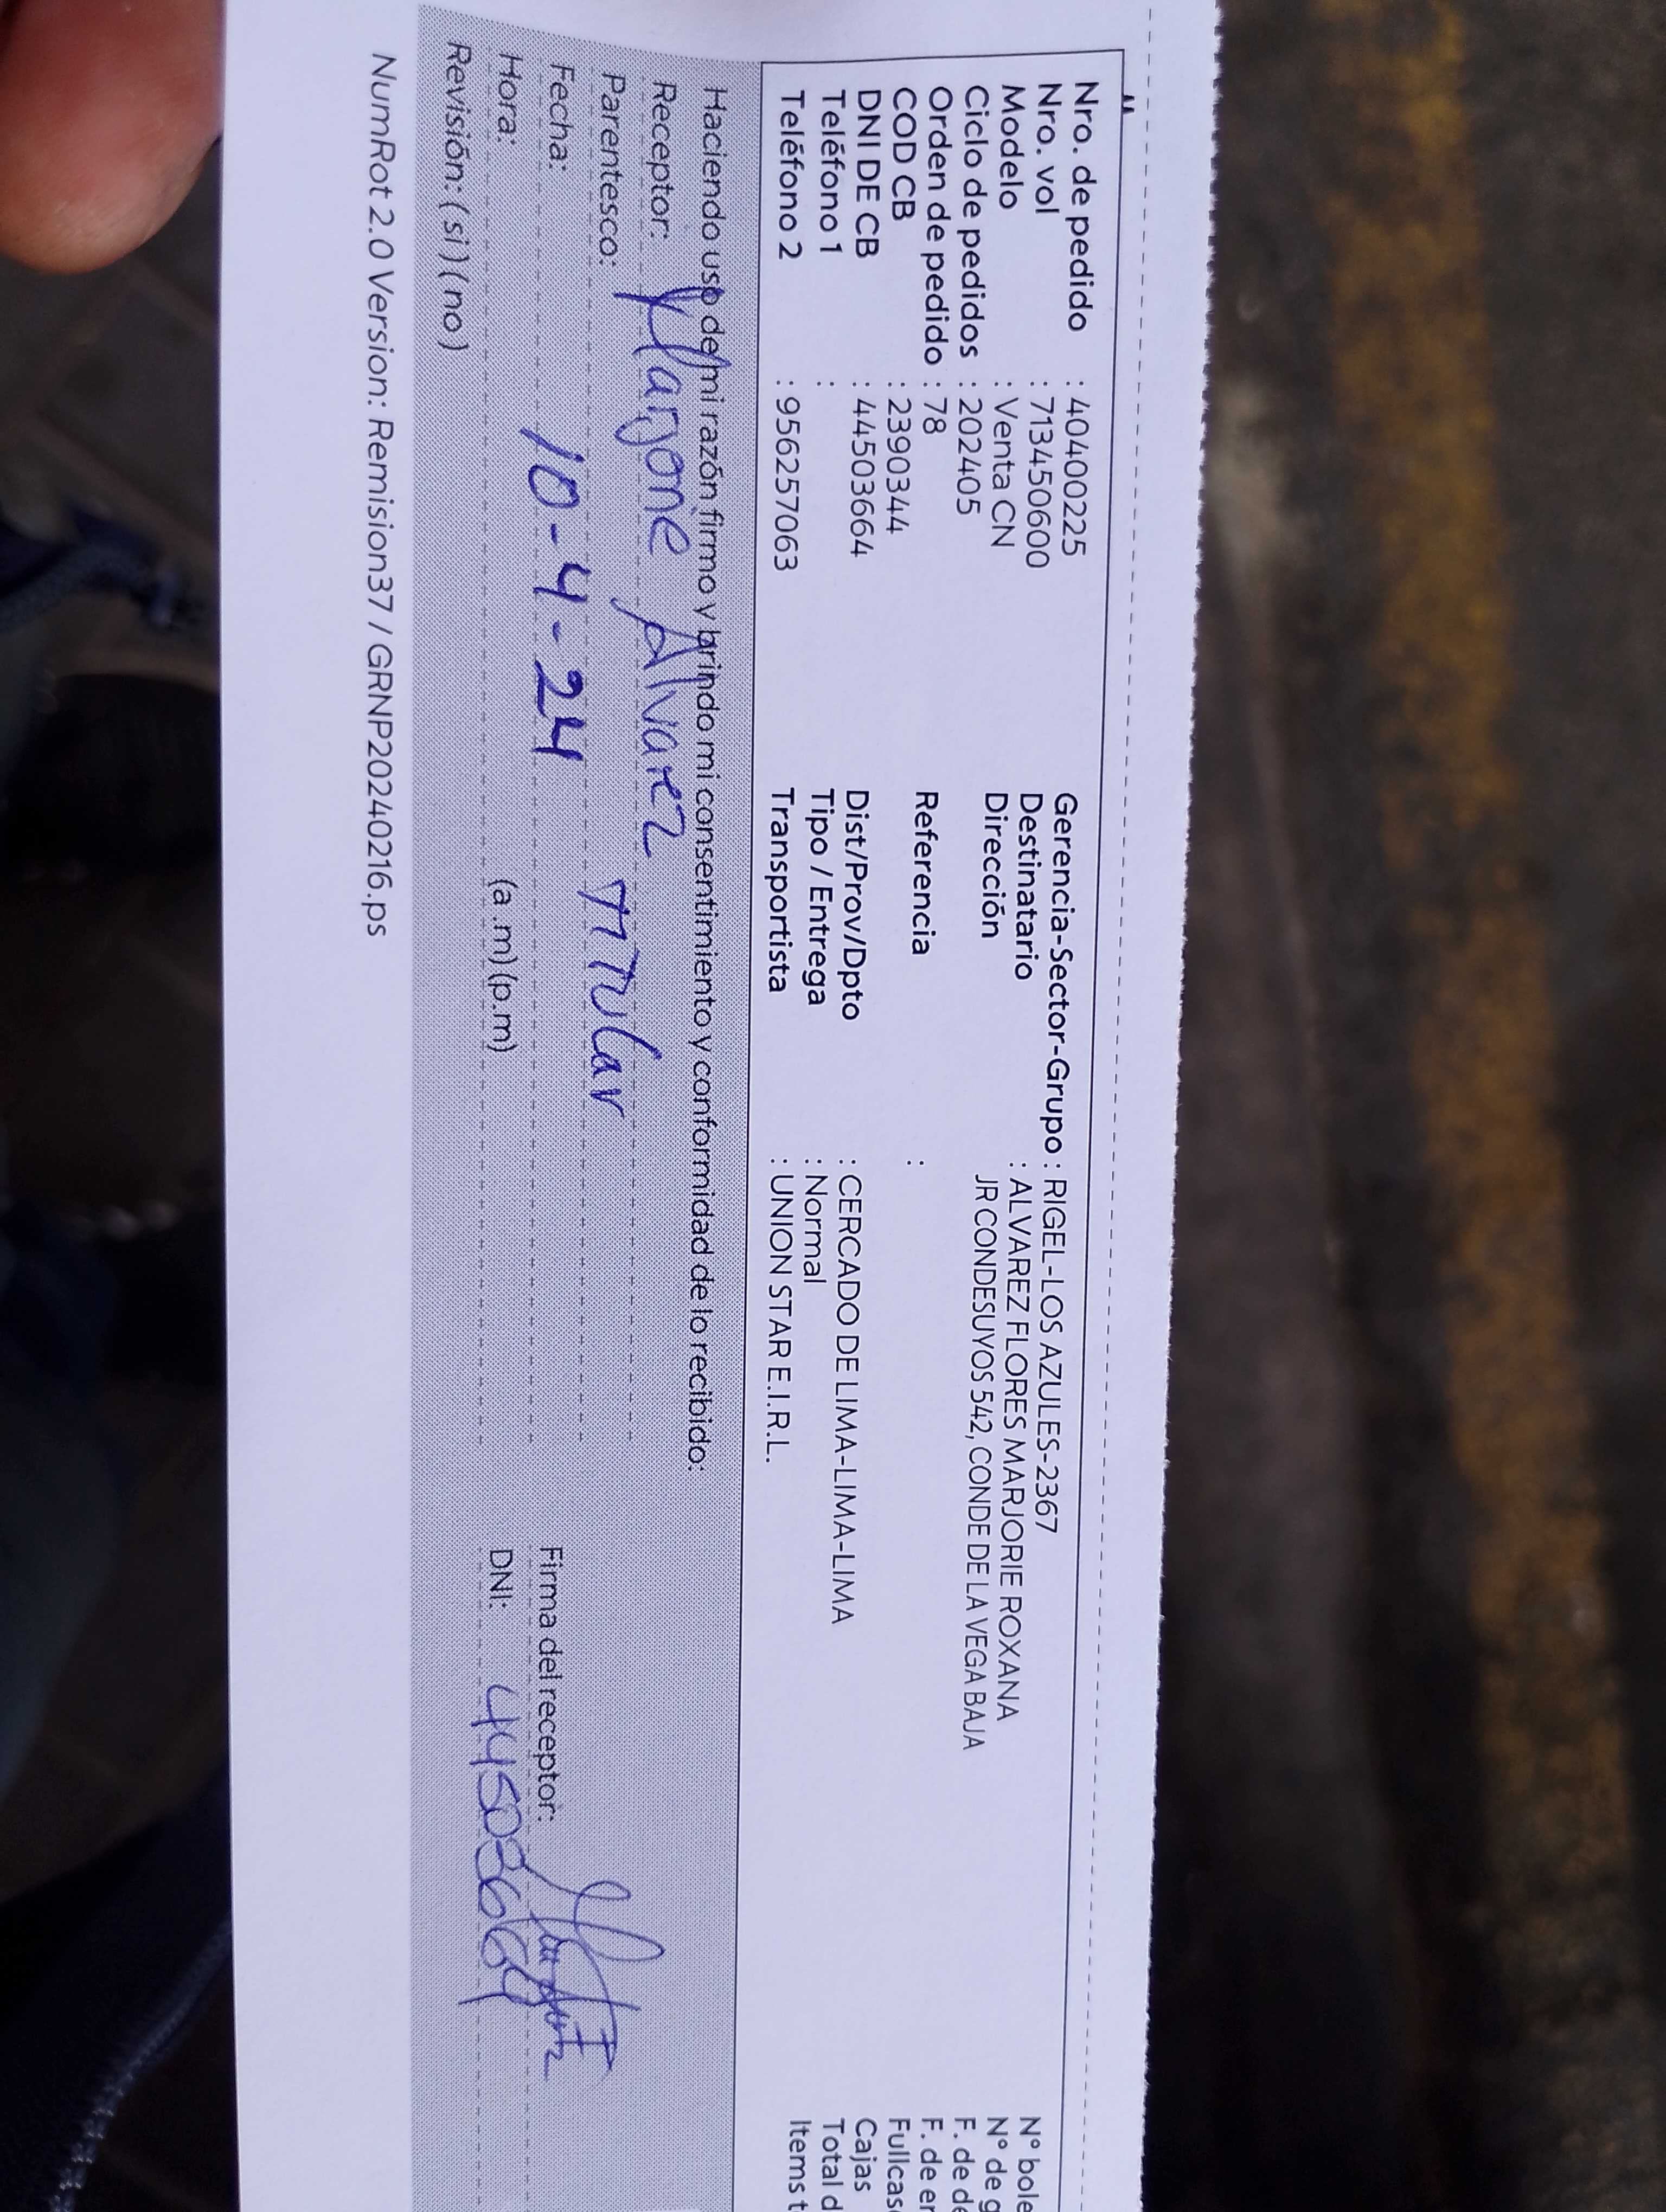 Nro. de pedido : 40400225
Nro. vol : 713450600
Modelo : Venta CN
Ciclo de pedidos : 202405
Orden de pedido : 78
COD CB : 2390344
DNI DE CB : 44503664
Teléfono 1 :
Teléfono 2 : 956257063
Gerencia-Sector-Grupo : RIGEL-LOS AZULES-2367
Destinatario : ALVAREZ FLORES MARJORIE ROXANA
Dirección JR CONDESUYOS 542, CONDE DE LA VEGA BAJA
Referencia :
Dist/Prov/Dpto : CERCADO DE LIMA-LIMA-LIMA
Tipo / Entrega : Normal
Transportista : UNION STAR E.I.R.L.
N° bole
N° de g
F. de de
F. de er
Fullcas
Cajas
Total d
Items t
Haciendo uso de mi razón firmo y brindo mi consentimiento y conformidad de lo recibido:
Receptor: Marjorie Alvarez
Parentesco: TITULAR
Fecha: 10-4-24
Hora: (a.m)(p.m)
Revisión: (si) (no)
Firma del receptor:
DNI: 44503664
NumRot 2.0 Version: Remision37 / GRNP20240216.ps